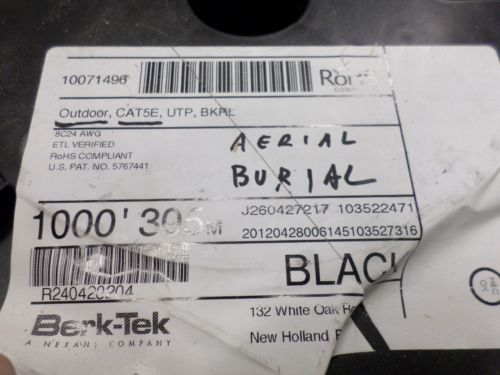 10071496
RoHS
Outdoor, CAT5E, UTP, BKRL
8C24 AWG
ETL VERIFIED
RoHS COMPLIANT
U.S. PAT. NO. 5767441
AERIAL
BURIAL
1000' 305M
J260427217 103522471
20120428006145103527316
R240428204
BLAC
Berk-Tek
A NEXANS COMPANY
132 White Oak
New Holland